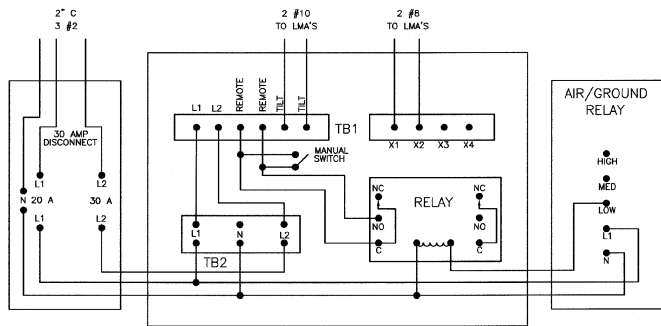 2" C
3 #2
2 #10
TO LMA'S
2 #8
TO LMA'S
30 AMP
DISCONNECT
L1
L2
N 20 A
30 A
L1
L2
L1
L2
REMOTE
REMOTE
TILT
TILT
TB1
MANUAL
SWITCH
L1
N
L2
TB2
X1
X2
X3
X4
NC
NC
RELAY
NO
NO
C
C
AIR/GROUND
RELAY
HIGH
MED
LOW
L1
N